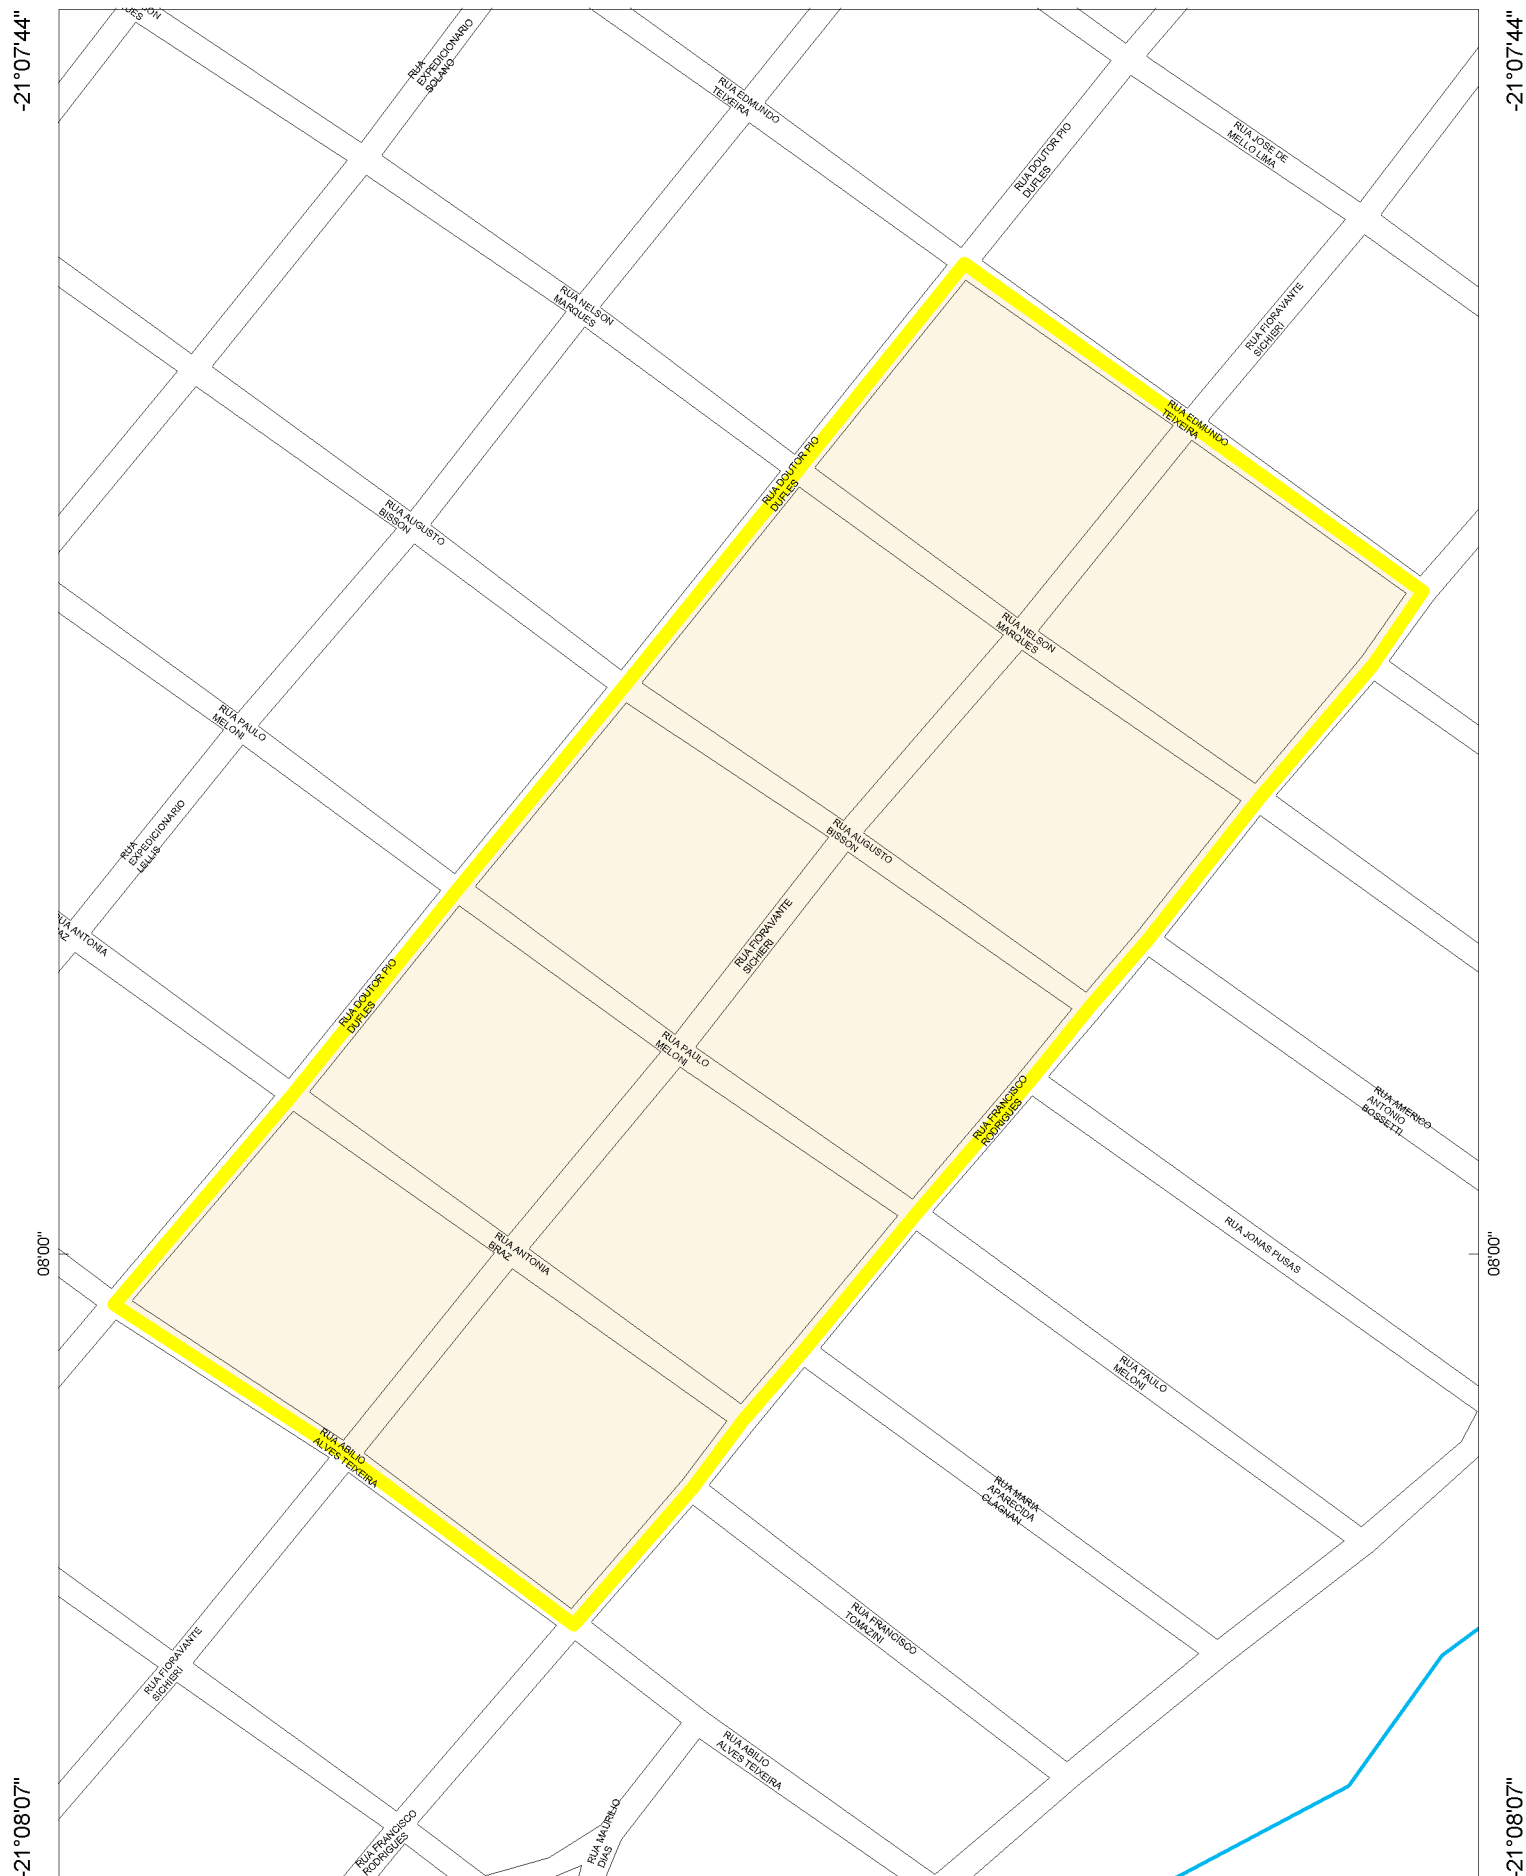 -21°07'44"
-21°07'44"
SON
UES
RUA
EXPEDICIONARIO
SOLANO
RUA EDMUNDO
TEIXEIRA
RUA DOUTOR PIO
DUFLES
RUA JOSE DE
MELLO LIMA
RUA NELSON
MARQUES
RUA FIORAVANTE
SICHIERI
RUA EDMUNDO
TEIXEIRA
RUA DOUTOR PIO
DUFLES
RUA AUGUSTO
BISSON
RUA NELSON
MARQUES
RUA PAULO
MELONI
RUA
EXPEDICIONARIO
LELLIS
RUA AUGUSTO
BISSON
RUA ANTONIA
AZ
RUA FIORAVANTE
SICHIERI
RUA DOUTOR PIO
DUFLES
RUA PAULO
MELONI
RUA FRANCISCO
RODRIGUES
RUA AMERICO
ANTONIO
BOSSETTI
08'00"
RUA ANTONIA
BRAZ
RUA JONAS PUSAS
08'00"
RUA PAULO
MELONI
RUA ABILIO
ALVES TEIXEIRA
RUA MARIA
APARECIDA
CLAGNAN
RUA FIORAVANTE
SICHIERI
RUA FRANCISCO
TOMAZINI
RUA ABILIO
ALVES TEIXEIRA
RUA FRANCISCO
RODRIGUES
RUA MAURILIO
DIAS
-21°08'07"
-21°08'07"